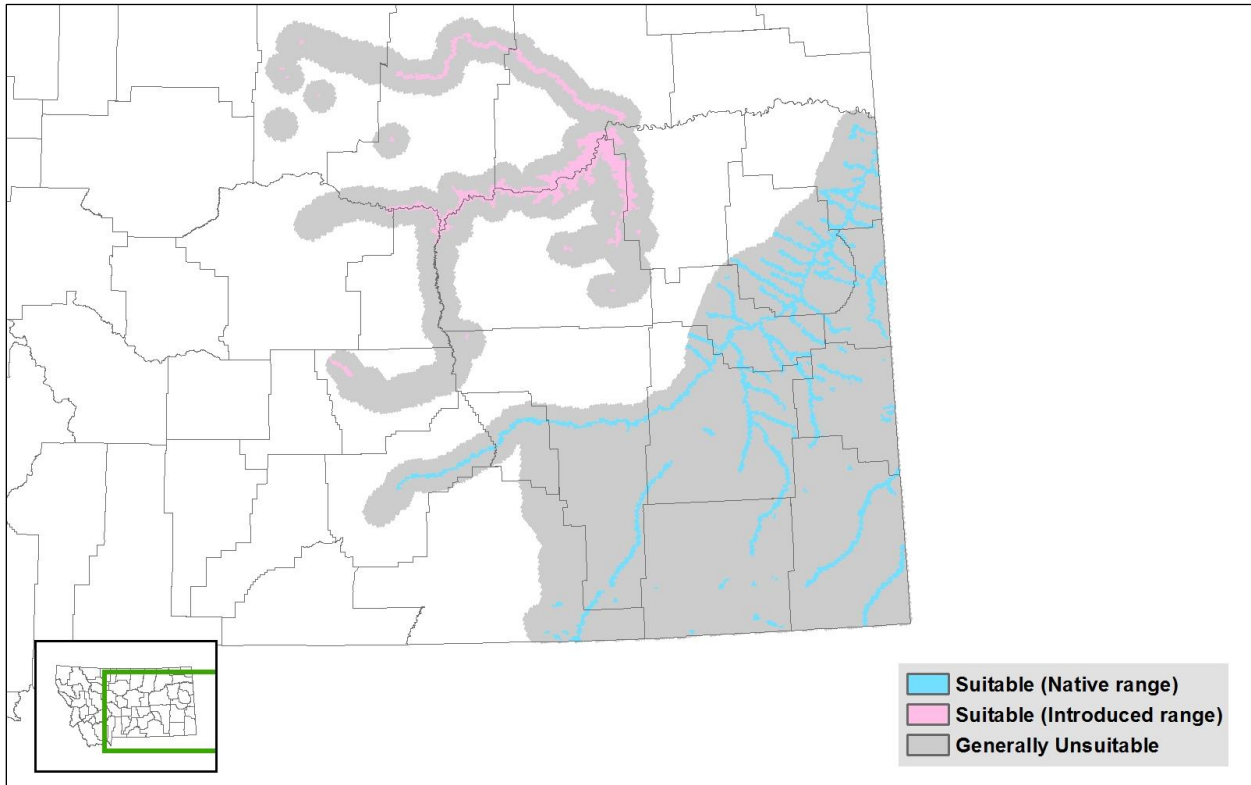 Suitable (Native range)
Suitable (Introduced range)
Generally Unsuitable